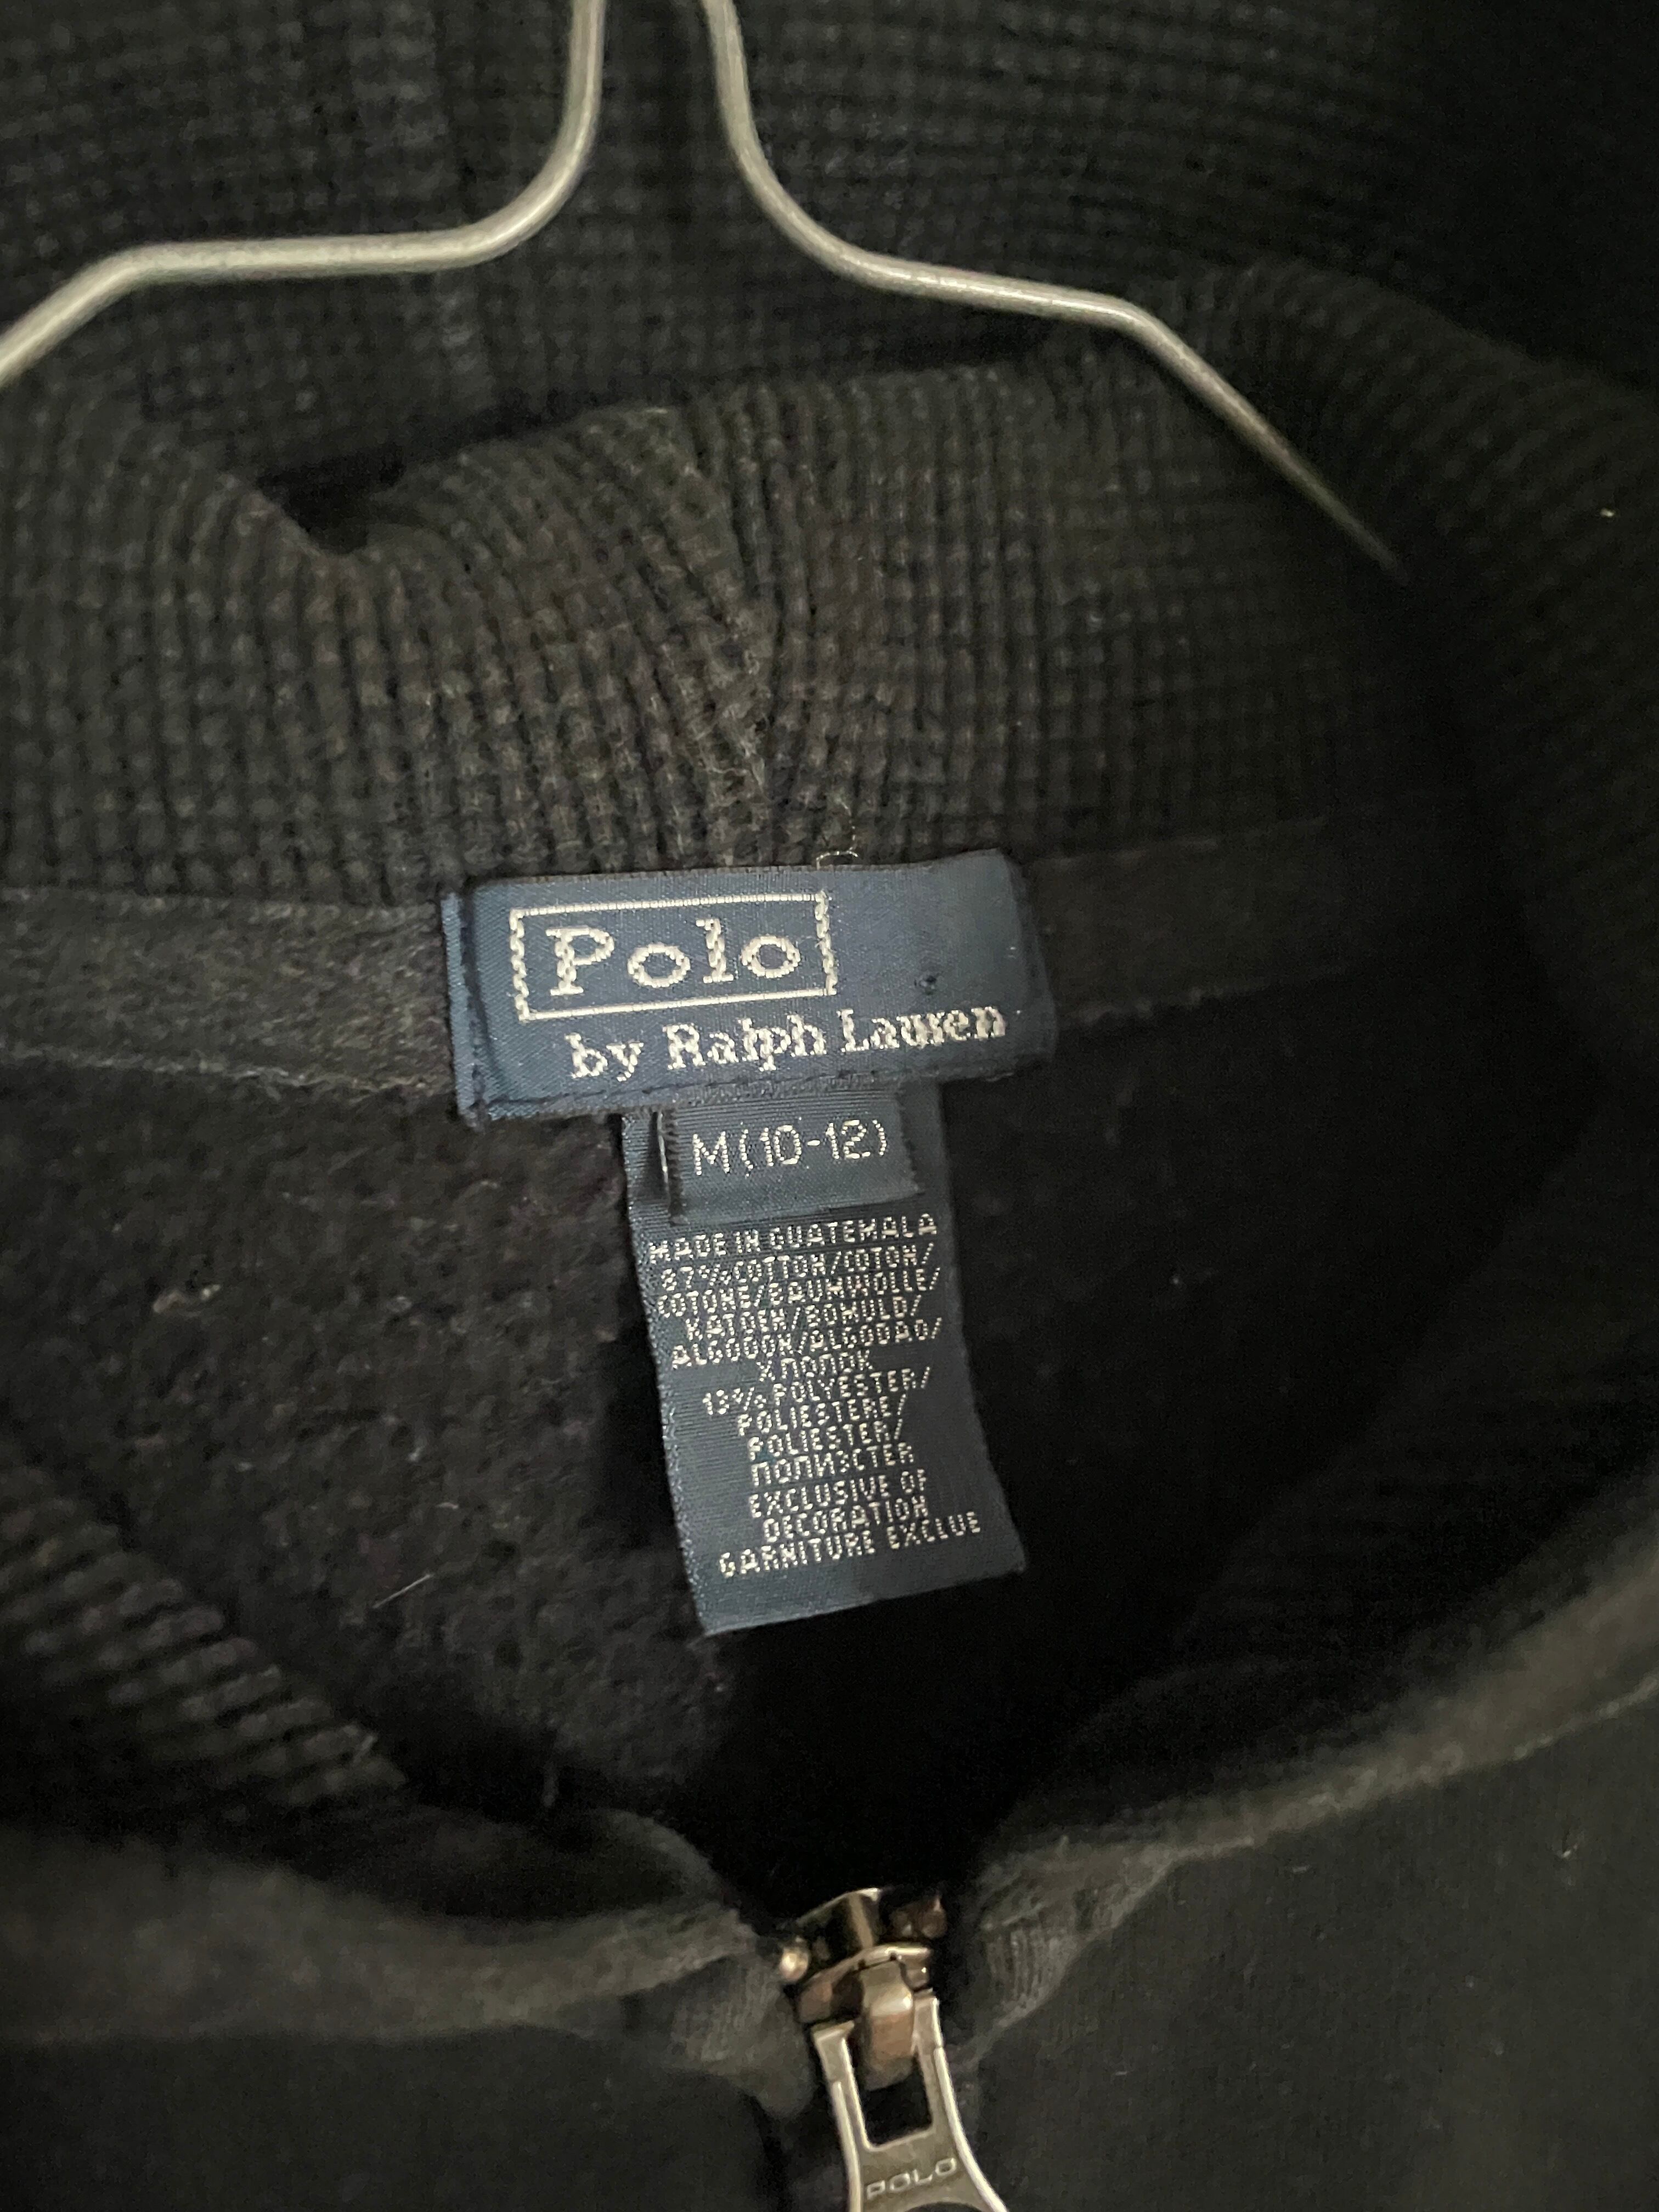 Polo
by Ralph Lauren
M(10-12)
MADE IN GUATEMALA
87% COTTON/COTON/
COTONE/BAUMWOLLE/
KATOEN/BOMULD/
ALGODON/ALGODAO/
ХЛОПОК
13% POLYESTER/
POLIESTERE/
POLIESTER/
ПОЛИЭСТЕР
EXCLUSIVE OF
DECORATION
GARNITURE EXCLUE
POLO